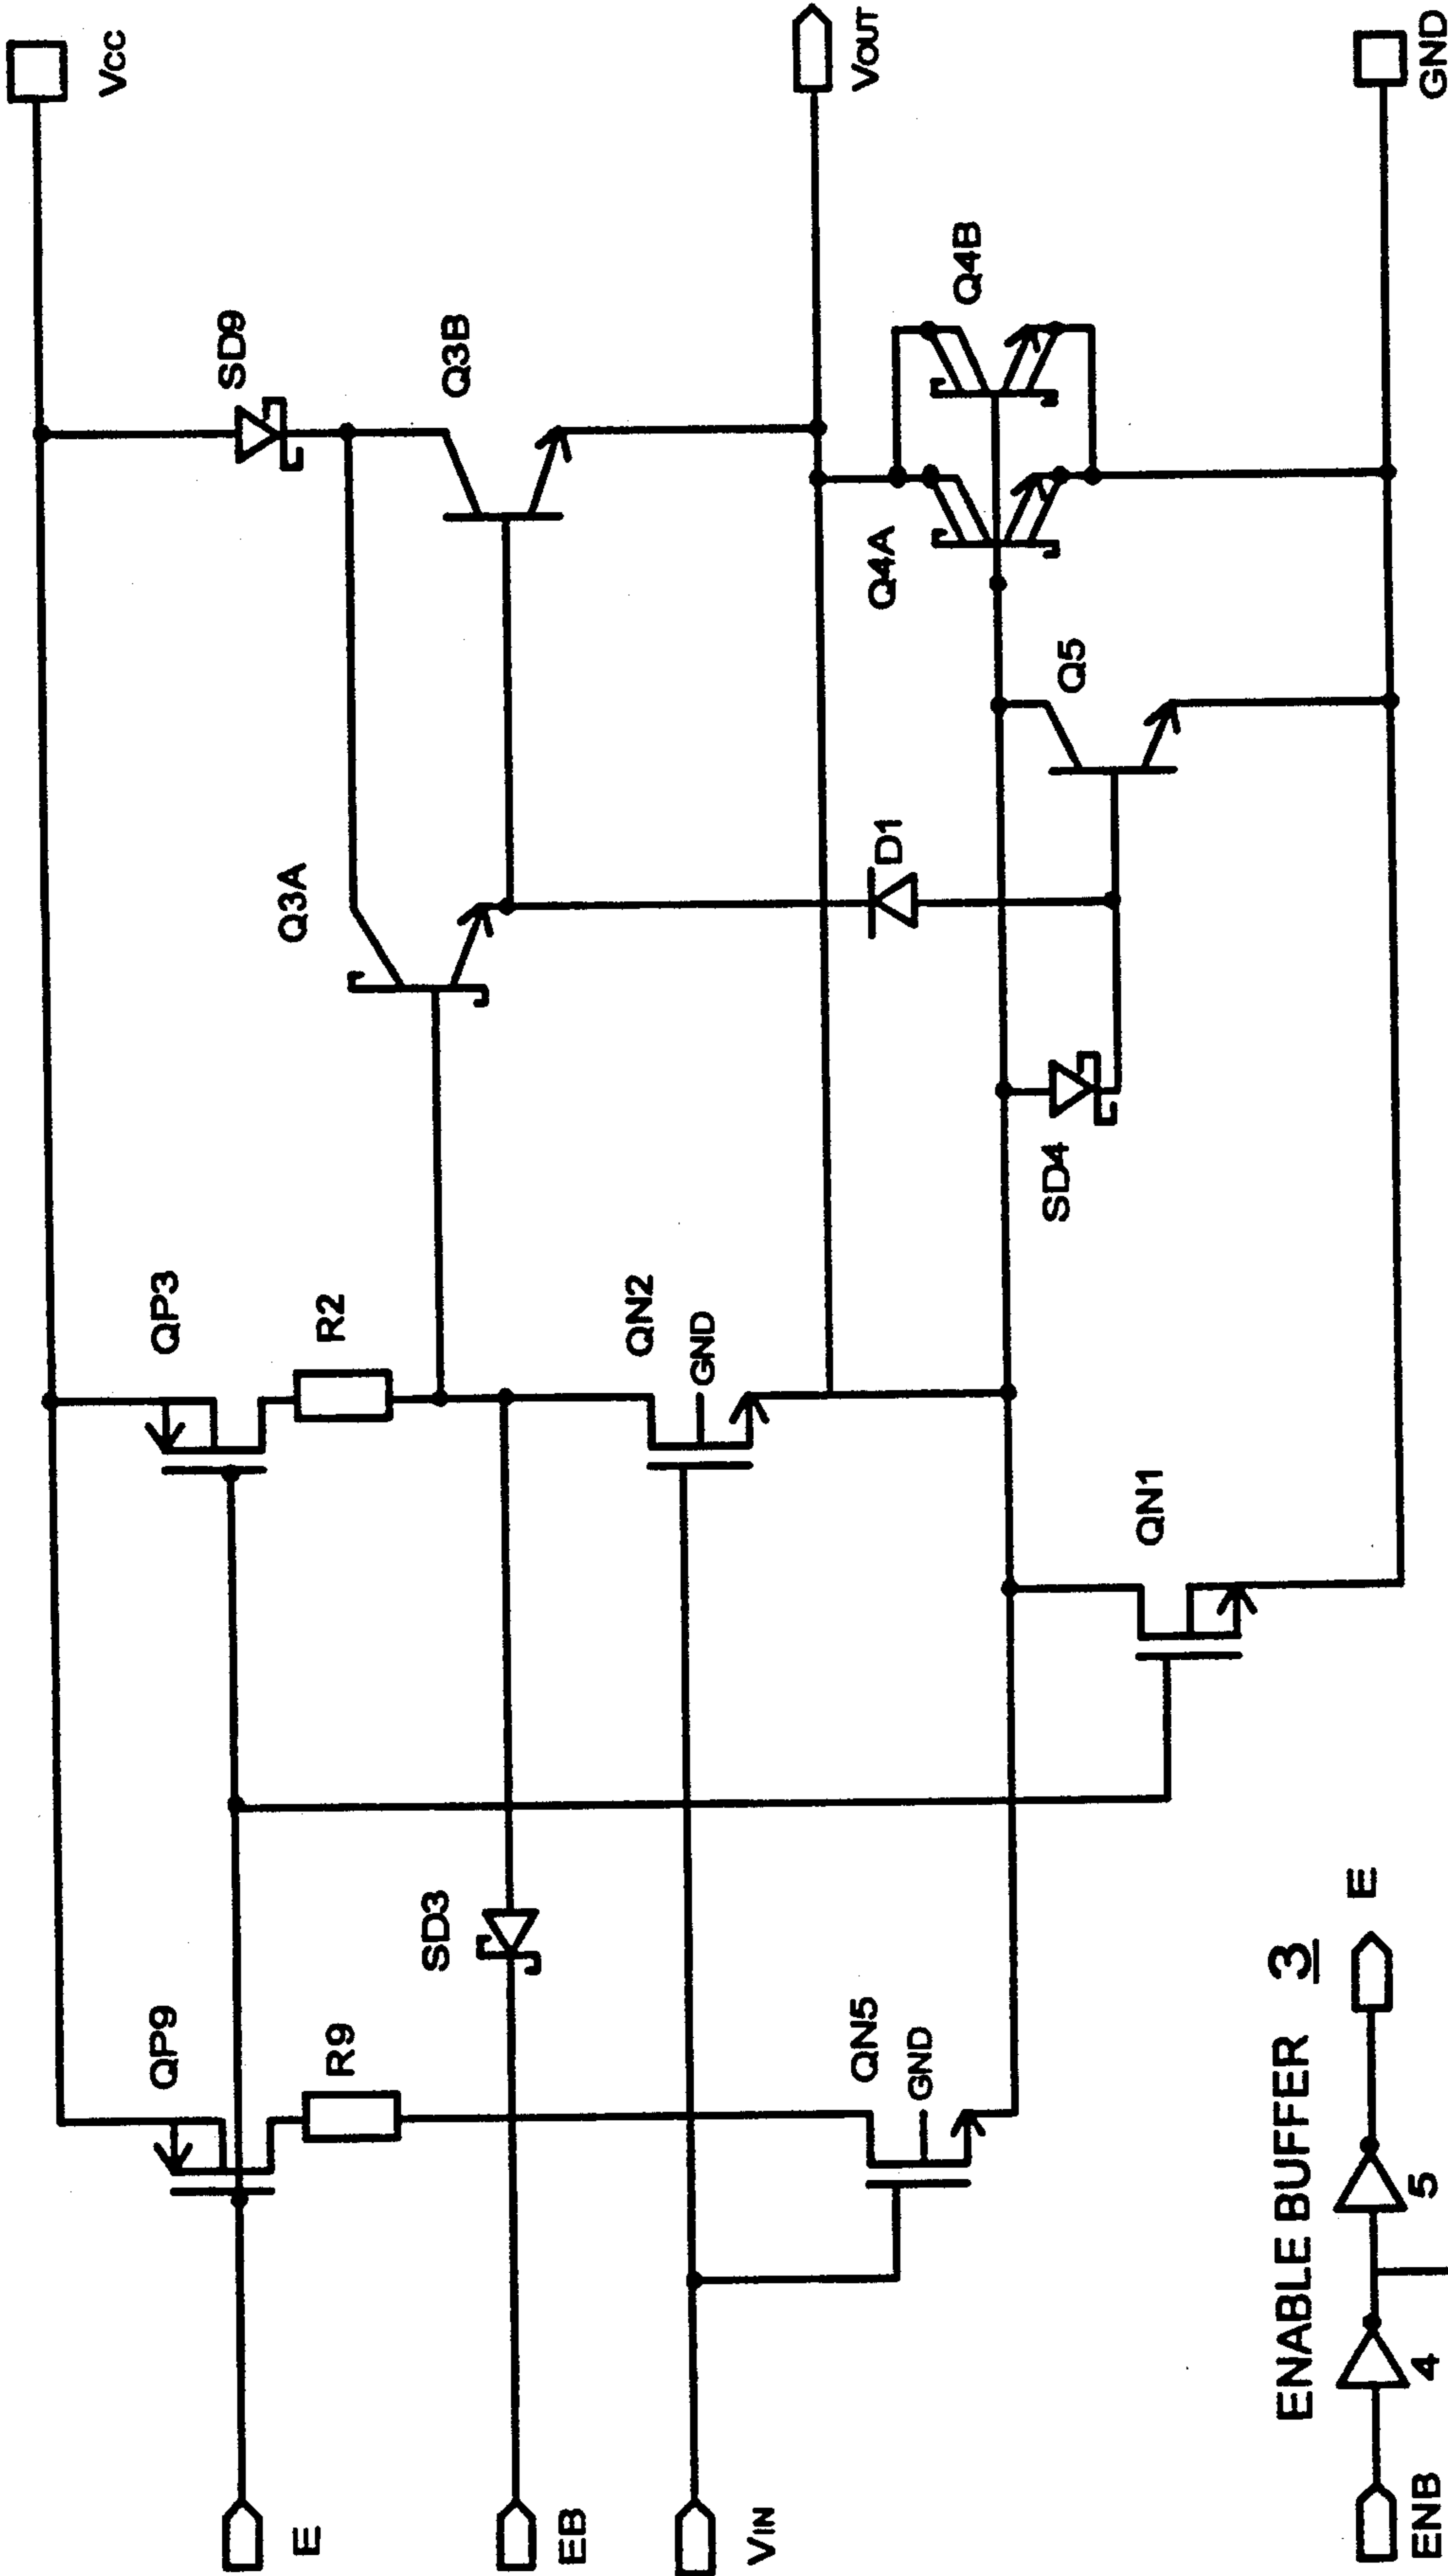 VCC
SD9
Q3B
VOUT
Q4B
GND
Q3A
Q4A
Q5
D1
SD4
QP3
R2
QN2
GND
QN1
SD3
QP9
R9
QN5
GND
E
EB
VIN
ENABLE BUFFER 3
E
5
4
ENB